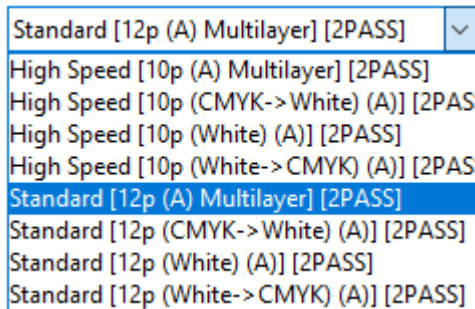 Standard [12p (A) Multilayer] [2PASS]
High Speed [10p (A) Multilayer] [2PASS]
High Speed [10p (CMYK->White) (A)] [2PAS
High Speed [10p (White) (A)] [2PASS]
High Speed [10p (White->CMYK) (A)] [2PAS
Standard [12p (A) Multilayer] [2PASS]
Standard [12p (CMYK->White) (A)] [2PASS]
Standard [12p (White) (A)] [2PASS]
Standard [12p (White->CMYK) (A)] [2PASS]